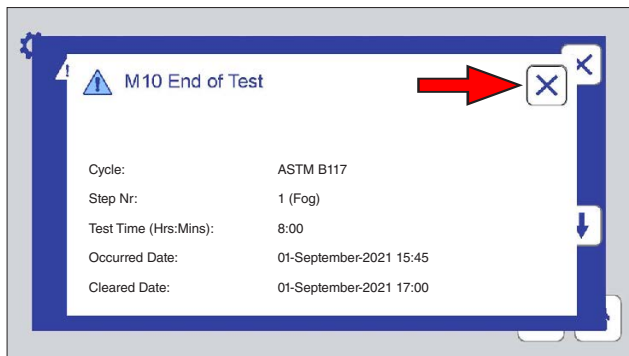 M10 End of Test
Cycle: ASTM B117
Step Nr: 1 (Fog)
Test Time (Hrs:Mins): 8:00
Occurred Date: 01-September-2021 15:45
Cleared Date: 01-September-2021 17:00